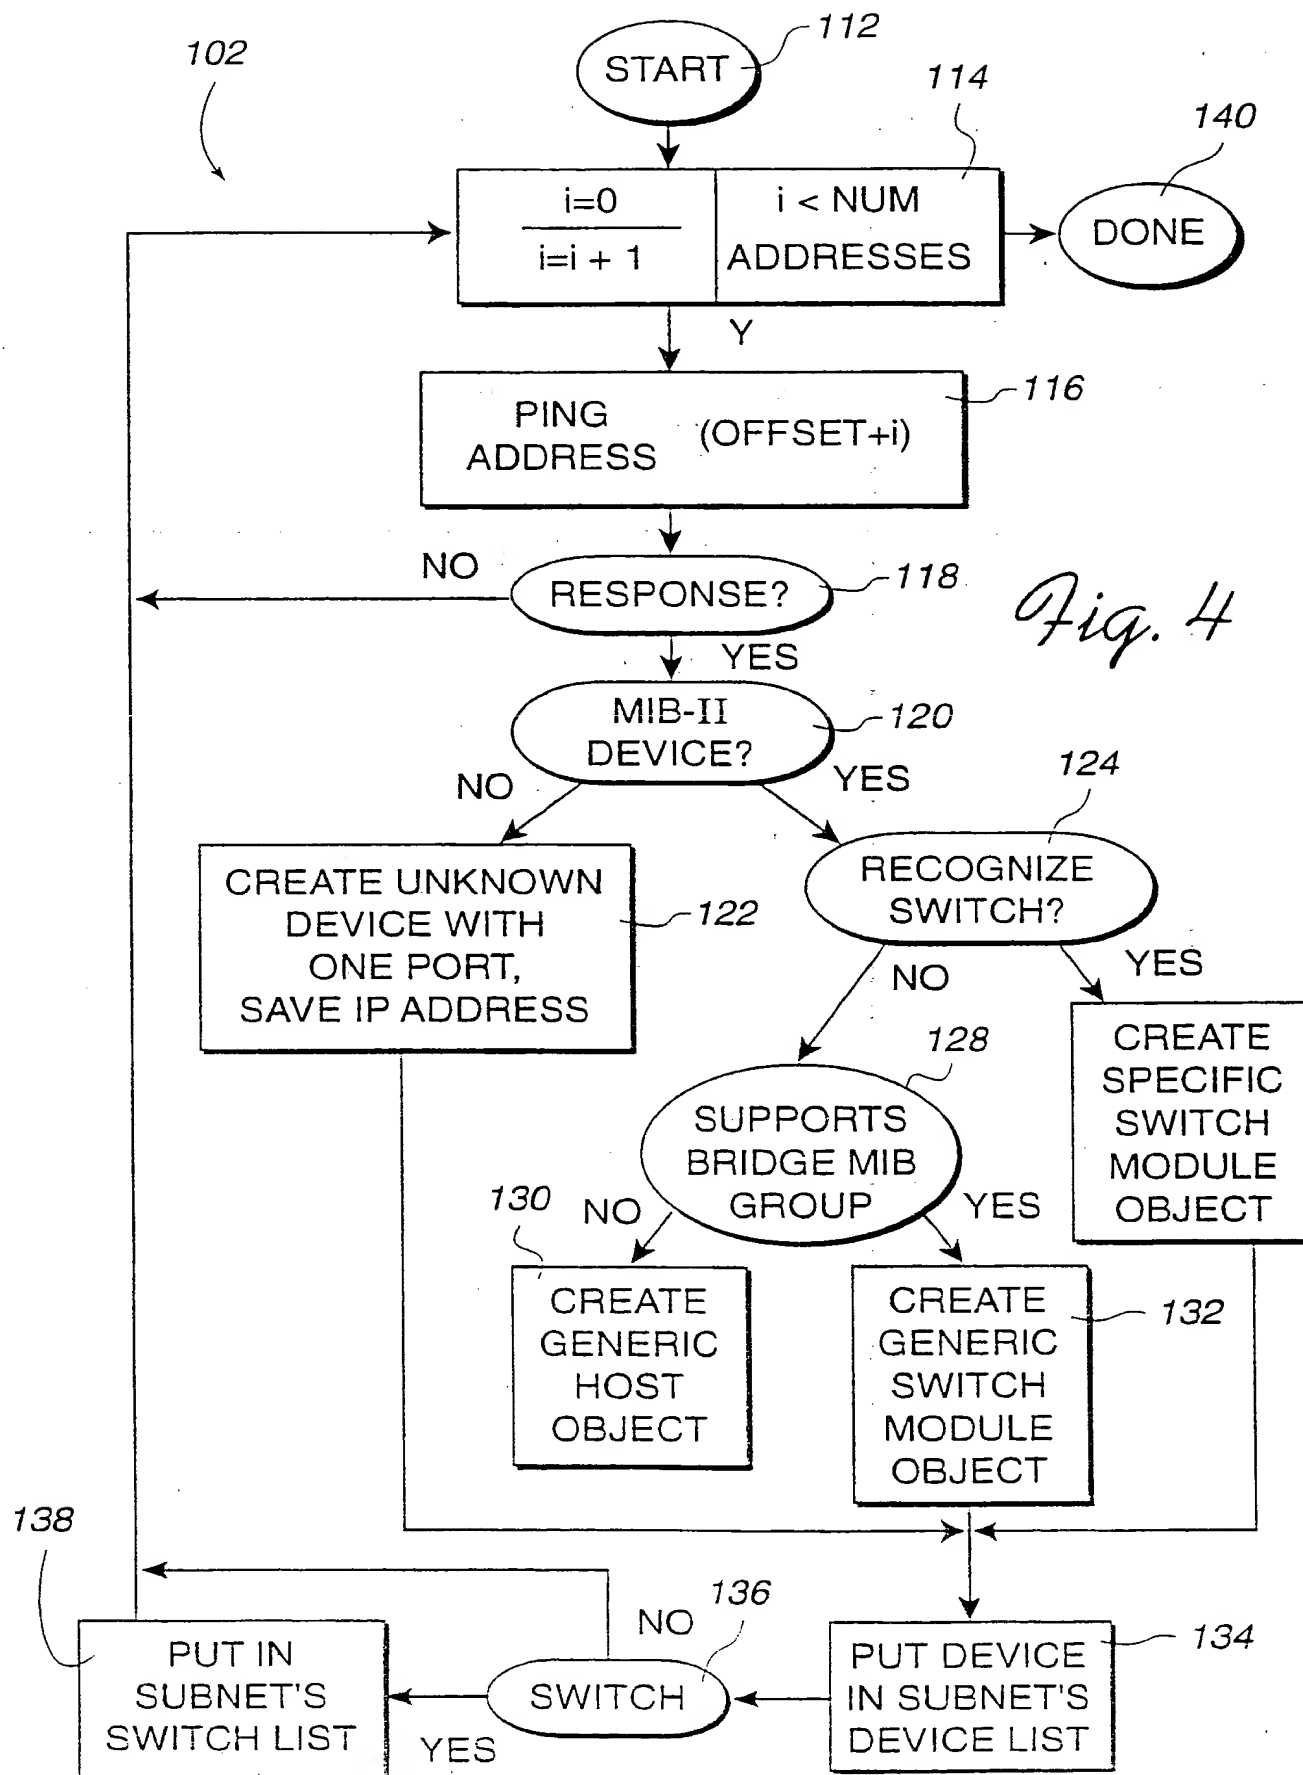 112
START
102
114
140
i=0
i=i + 1
i < NUM
ADDRESSES
DONE
Y
116
PING
ADDRESS
(OFFSET+i)
NO
RESPONSE?
118
Fig. 4
YES
MIB-II
DEVICE?
120
NO
YES
124
CREATE UNKNOWN
DEVICE WITH
ONE PORT,
SAVE IP ADDRESS
122
RECOGNIZE
SWITCH?
NO
YES
128
CREATE
SPECIFIC
SWITCH
MODULE
OBJECT
SUPPORTS
BRIDGE MIB
GROUP
130
NO
YES
CREATE
GENERIC
HOST
OBJECT
CREATE
GENERIC
SWITCH
MODULE
OBJECT
132
138
NO
136
134
PUT IN
SUBNET'S
SWITCH LIST
YES
SWITCH
PUT DEVICE
IN SUBNET'S
DEVICE LIST